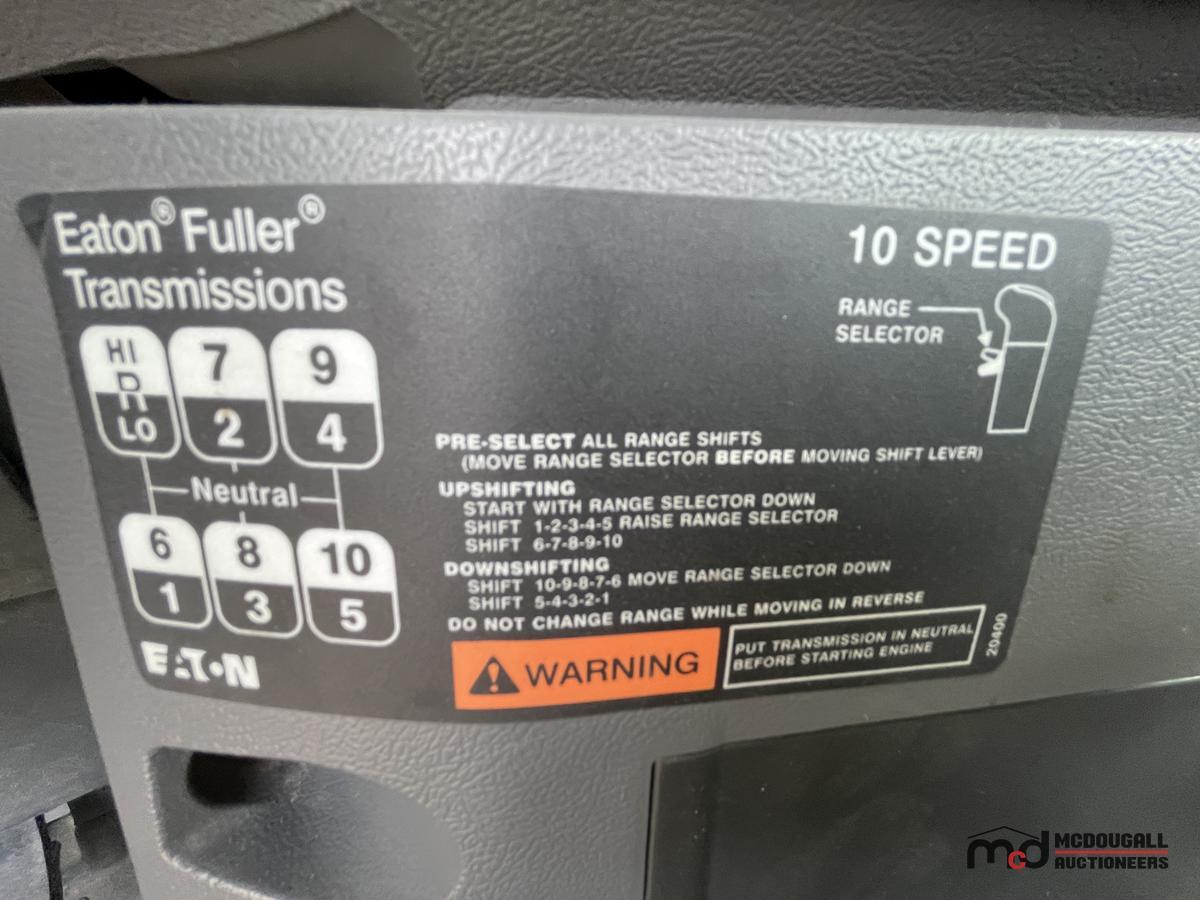 Eaton® Fuller®
Transmissions
10 SPEED
RANGE
SELECTOR
HI
R
LO
7
2
9
4
Neutral
6
1
8
3
10
5
PRE-SELECT ALL RANGE SHIFTS
(MOVE RANGE SELECTOR BEFORE MOVING SHIFT LEVER)
UPSHIFTING
START WITH RANGE SELECTOR DOWN
SHIFT 1-2-3-4-5 RAISE RANGE SELECTOR
SHIFT 6-7-8-9-10
DOWNSHIFTING
SHIFT 10-9-8-7-6 MOVE RANGE SELECTOR DOWN
SHIFT 5-4-3-2-1
DO NOT CHANGE RANGE WHILE MOVING IN REVERSE
WARNING
PUT TRANSMISSION IN NEUTRAL
BEFORE STARTING ENGINE
20400
EAT•N
mcd
MCDOUGALL
AUCTIONEERS